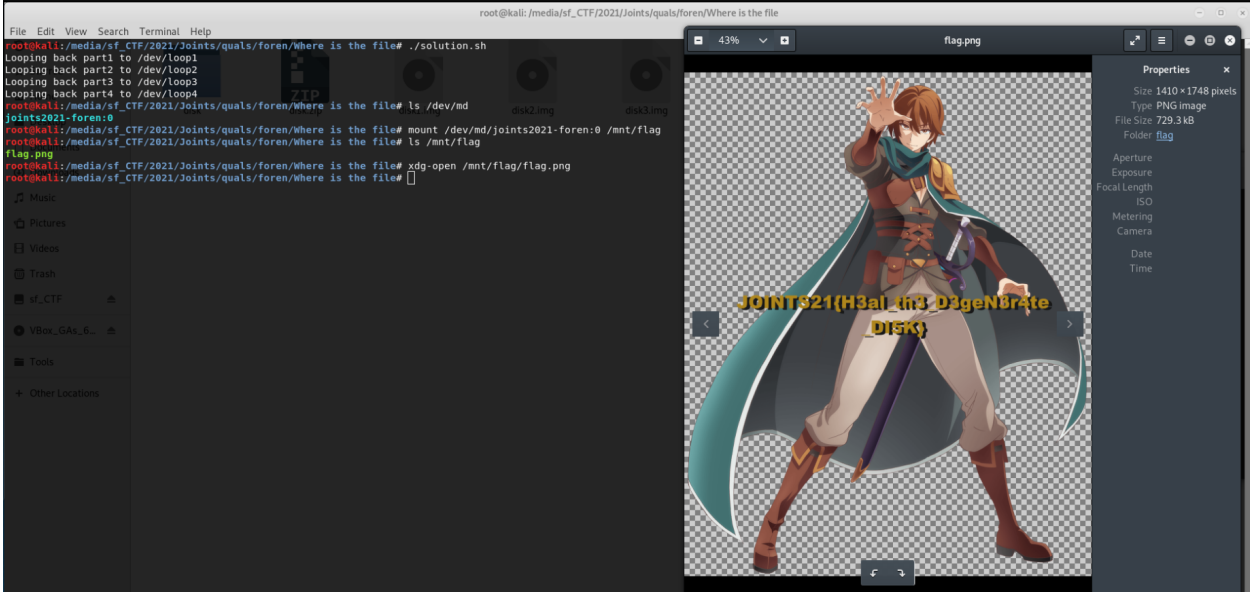 root@kali: /media/sf_CTF/2021/Joints/quals/foren/Where is the file
File Edit View Search Terminal Help
root@kali:/media/sf_CTF/2021/Joints/quals/foren/Where is the file# ./solution.sh
Looping back part1 to /dev/loop1
Looping back part2 to /dev/loop2
Looping back part3 to /dev/loop3
Looping back part4 to /dev/loop4
root@kali:/media/sf_CTF/2021/Joints/quals/foren/Where is the file# ls /dev/md
joints2021-foren:0
root@kali:/media/sf_CTF/2021/Joints/quals/foren/Where is the file# mount /dev/md/joints2021-foren:0 /mnt/flag
root@kali:/media/sf_CTF/2021/Joints/quals/foren/Where is the file# ls /mnt/flag
flag.png
root@kali:/media/sf_CTF/2021/Joints/quals/foren/Where is the file# xdg-open /mnt/flag/flag.png
root@kali:/media/sf_CTF/2021/Joints/quals/foren/Where is the file#
ZIP
disk
disk.zip
disk1.img
disk2.img
disk3.img
Music
Pictures
Videos
Trash
sf_CTF
VBox_GAs_6...
Tools
+ Other Locations
43%
flag.png
JOINTS21{H3al_th3_D3geN3r4te
_DI5K}
Properties
Size 1410 × 1748 pixels
Type PNG image
File Size 729.3 kB
Folder flag
Aperture
Exposure
Focal Length
ISO
Metering
Camera
Date
Time